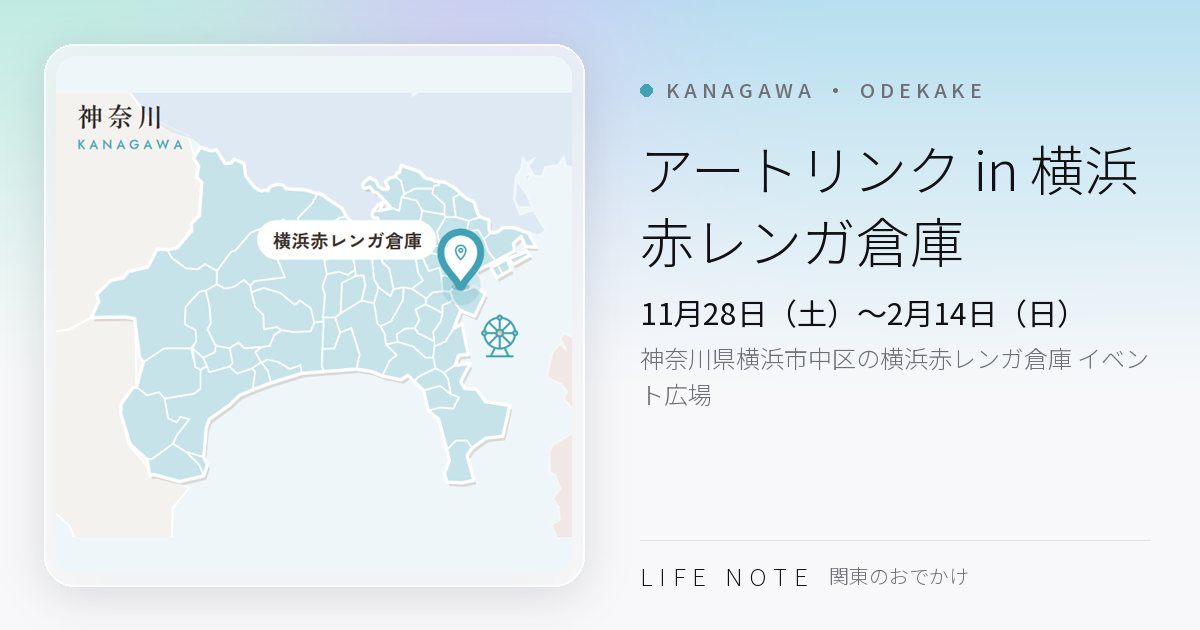 神奈川
KANAGAWA
横浜赤レンガ倉庫
KANAGAWA • ODEKAKE
アートリンク in 横浜
赤レンガ倉庫
11月28日（土）〜2月14日（日）
神奈川県横浜市中区の横浜赤レンガ倉庫 イベン
ト広場
LIFE NOTE 関東のおでかけ